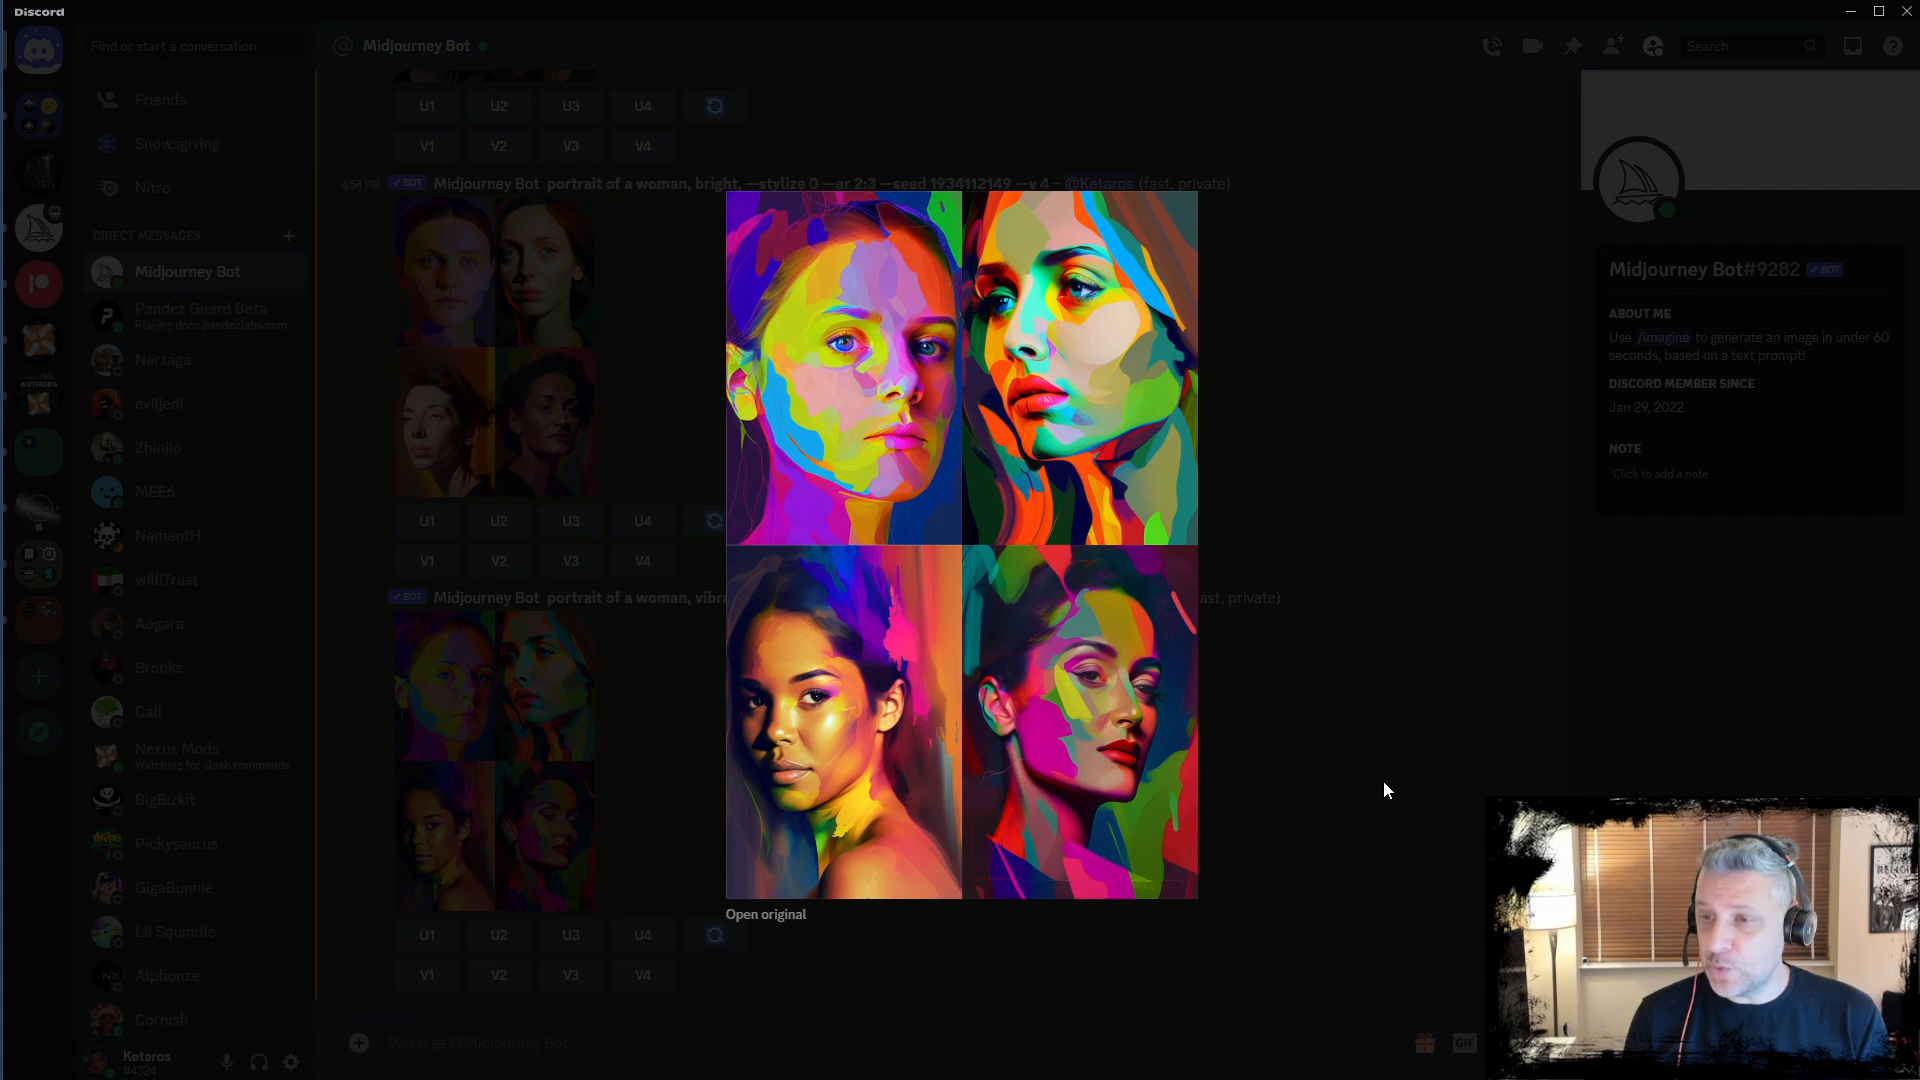 Discord
Find or start a conversation
Midjourney Bot
Search
Friends
Snowsgiving
Nitro
DIRECT MESSAGES
Midjourney Bot
Pandez Guard Beta
Playing docs.pandezlabs.com ...
Nartaga
eviljedi
Zhinjio
MEE6
NamantH
williTrust
Aogara
Brooks
Cali
Nexus Mods
Watching for slash commands
BigBizkit
Pickysaurus
GigaBunnie
Lil Squindle
Alphonze
Cornish
Ketaros
#4324
AUTHORS
U1 U2 U3 U4
V1 V2 V3 V4
4:54 PM BOT Midjourney Bot portrait of a woman, bright, --stylize 0 --ar 2:3 --seed 1934112149 --v 4 - @Ketaros (fast, private)
U1 U2 U3 U4
V1 V2 V3 V4
BOT Midjourney Bot portrait of a woman, vibra
ast, private)
Open original
U1 U2 U3 U4
V1 V2 V3 V4
Message @Midjourney Bot
GIF
Midjourney Bot#9282 BOT
ABOUT ME
Use /imagine to generate an image in under 60
seconds, based on a text prompt!
DISCORD MEMBER SINCE
Jan 29, 2022
NOTE
Click to add a note